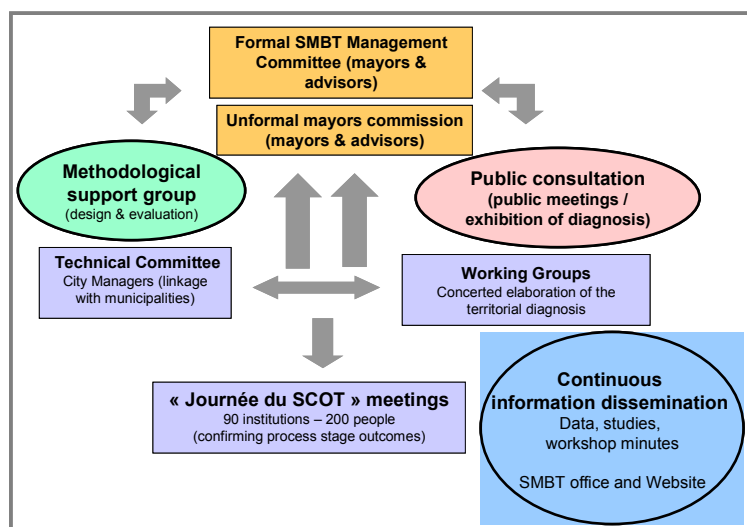 Formal SMBT Management
Committee (mayors &
advisors)
Unformal mayors commission
(mayors & advisors)
Methodological
support group
(design & evaluation)
Public consultation
(public meetings /
exhibition of diagnosis)
Technical Committee
City Managers (linkage
with municipalities)
Working Groups
Concerted elaboration of the
territorial diagnosis
« Journée du SCOT » meetings
90 institutions – 200 people
(confirming process stage outcomes)
Continuous
information dissemination
Data, studies,
workshop minutes
SMBT office and Website